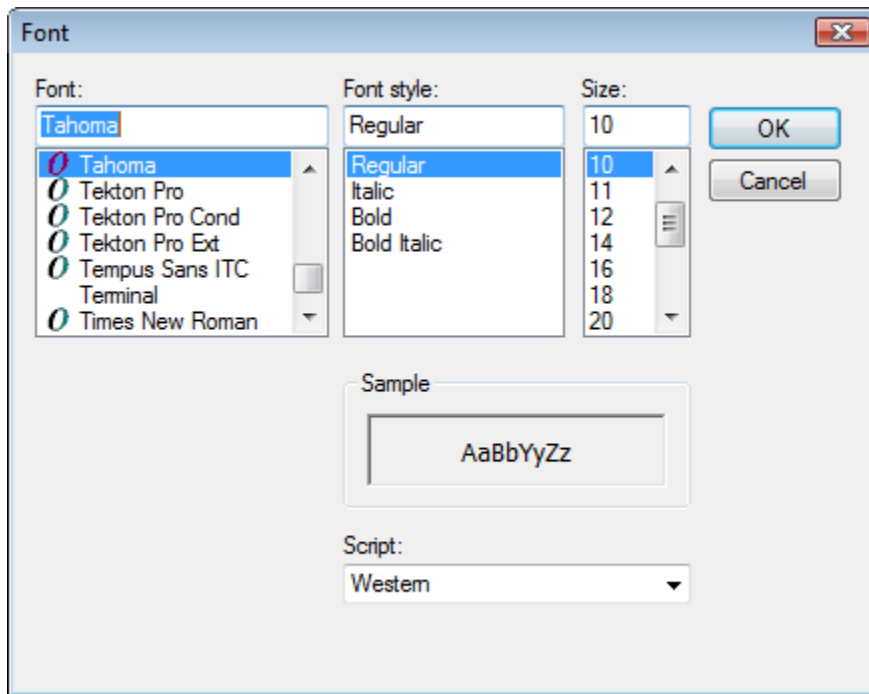 Font
Font:
Font style:
Size:
Tahoma
Regular
10
OK
Cancel
Tahoma
Tekton Pro
Tekton Pro Cond
Tekton Pro Ext
Tempus Sans ITC
Terminal
Times New Roman
Regular
Italic
Bold
Bold Italic
10
11
12
14
16
18
20
Sample
AaBbYyZz
Script:
Western